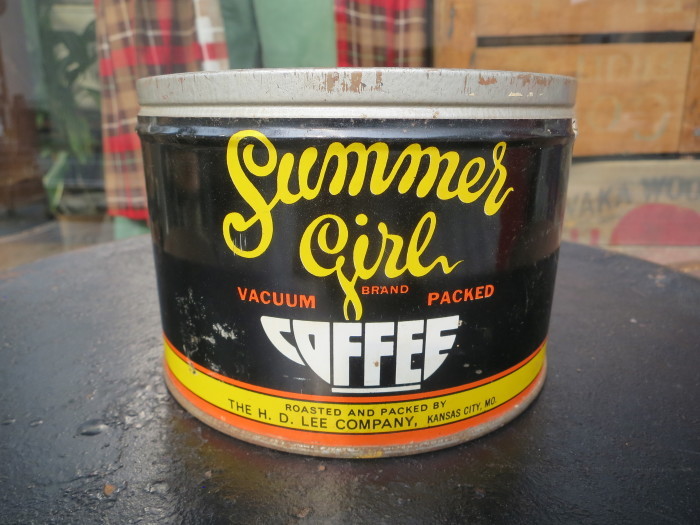 Summer
Girl
VACUUM BRAND PACKED
COFFEE
ROASTED AND PACKED BY
THE H. D. LEE COMPANY, KANSAS CITY, MO.